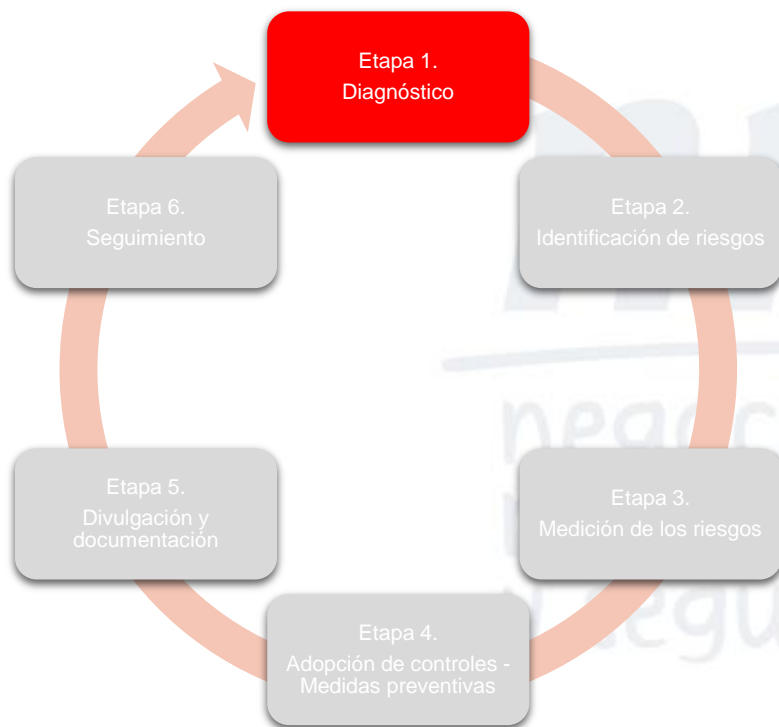 Etapa 1.
Diagnóstico
Etapa 2.
Identificación de riesgos
Etapa 3.
Medición de los riesgos
Etapa 4.
Adopción de controles -
Medidas preventivas
Etapa 5.
Divulgación y
documentación
Etapa 6.
Seguimiento